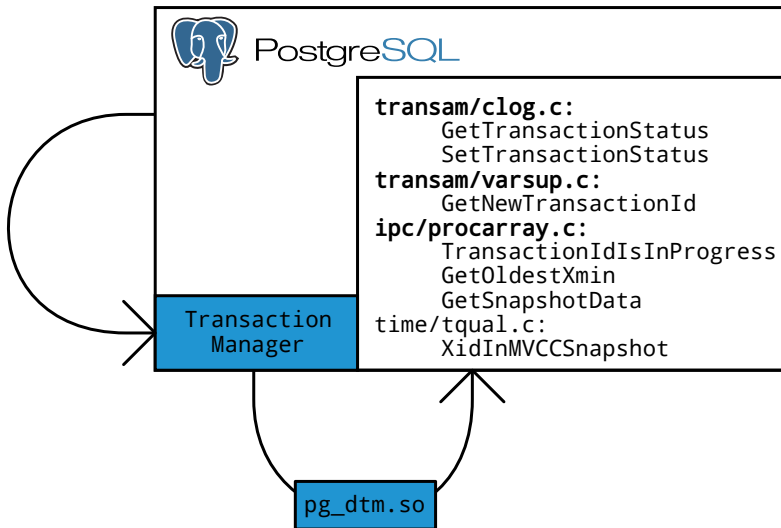 PostgreSQL
transam/clog.c:
GetTransactionStatus
SetTransactionStatus
transam/varsup.c:
GetNewTransactionId
ipc/procarray.c:
TransactionIdIsInProgress
GetOldestXmin
GetSnapshotData
time/tqual.c:
XidInMVCCSnapshot
Transaction
Manager
pg_dtm.so